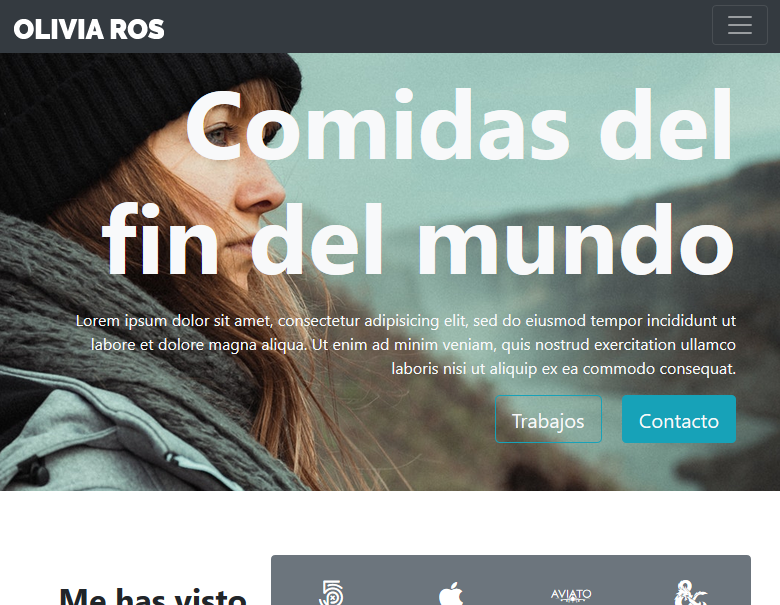 OLIVIA ROS
Comidas del
fin del mundo
Lorem ipsum dolor sit amet, consectetur adipisicing elit, sed do eiusmod tempor incididunt ut
labore et dolore magna aliqua. Ut enim ad minim veniam, quis nostrud exercitation ullamco
laboris nisi ut aliquip ex ea commodo consequat.
Trabajos
Contacto
Me has visto
5
AVIATO